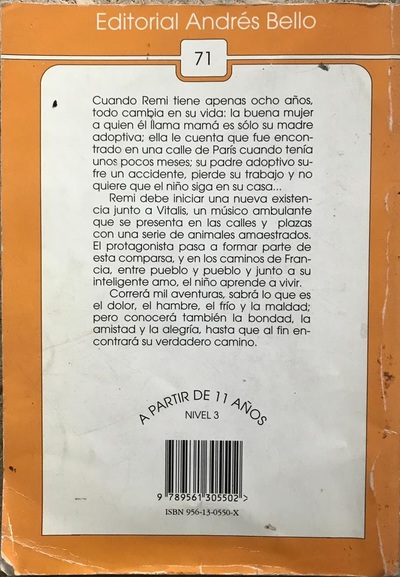 Editorial Andrés Bello
71
Cuando Remi tiene apenas ocho años,
todo cambia en su vida: la buena mujer
a quien él llama mamá es sólo su madre
adoptiva; ella le cuenta que fue encon-
trado en una calle de París cuando tenía
unos pocos meses; su padre adoptivo su-
fre un accidente, pierde su trabajo y no
quiere que el niño siga en su casa...
Remi debe iniciar una nueva existen-
cia junto a Vitalis, un músico ambulante
que se presenta en las calles y plazas
con una serie de animales amaestrados.
El protagonista pasa a formar parte de
esta comparsa, y en los caminos de Fran-
cia, entre pueblo y pueblo y junto a su
inteligente amo, el niño aprende a vivir.
Correrá mil aventuras, sabrá lo que es
el dolor, el hambre, el frío y la maldad;
pero conocerá también la bondad, la
amistad y la alegría, hasta que al fin en-
contrará su verdadero camino.
A PARTIR DE 11 AÑOS
NIVEL 3
9 789561 305502 >
ISBN 956-13-0550-X